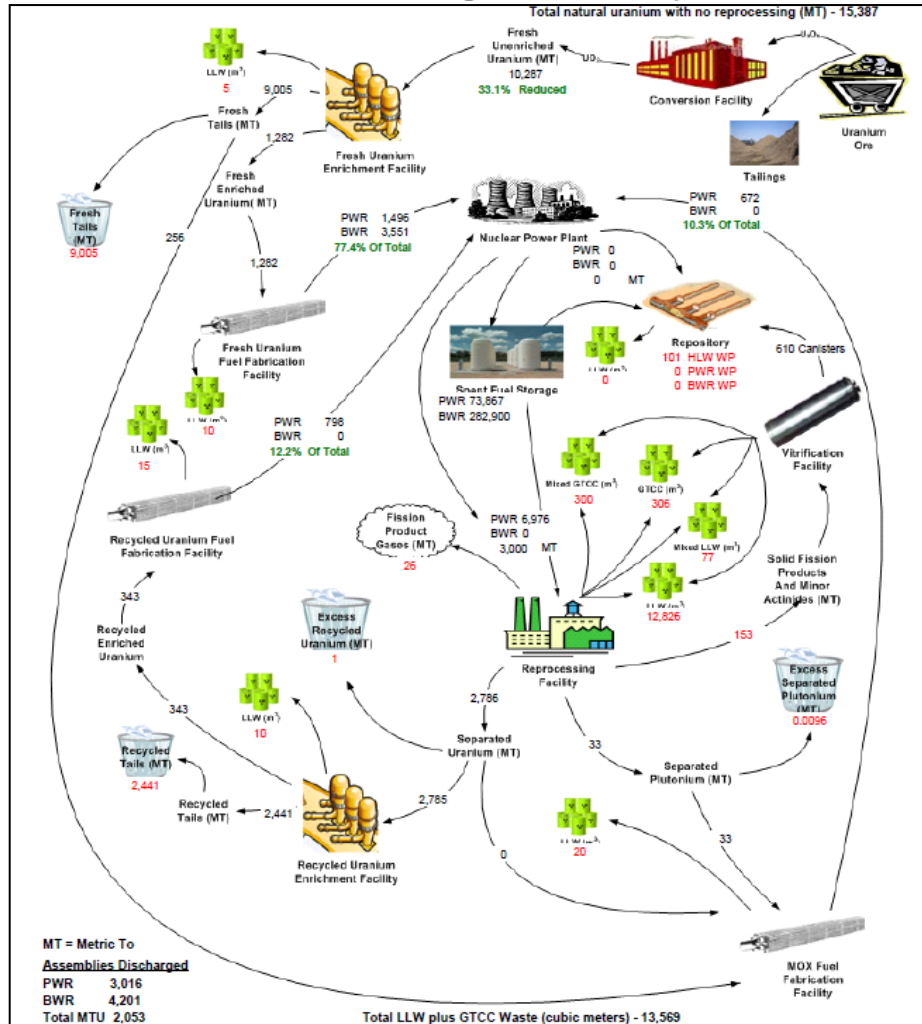 Total natural uranium with no reprocessing (MT) - 15,387
LLW (m³)
5
Fresh
Unenriched
Uranium (MT)
10,287
33.1% Reduced
Conversion Facility
Uranium
Ore
Tailings
9,005
Fresh
Tails (MT)
1,282
Fresh Uranium
Enrichment Facility
Fresh
Enriched
Uranium( MT)
Fresh
Tails
(MT)
9,005
256
1,282
PWR 1,496
BWR 3,551
77.4% Of Total
Nuclear Power Plant
PWR 672
BWR 0
10.3% Of Total
PWR 0
BWR 0
0 MT
Fresh Uranium
Fuel Fabrication
Facility
Spent Fuel Storage
PWR 73,867
BWR 282,900
LLW (m³)
0
Repository
101 HLW WP
0 PWR WP
0 BWR WP
610 Canisters
LLW (m³)
10
LLW (m³)
15
PWR 798
BWR 0
12.2% Of Total
Vitrification
Facility
Mixed GTCC (m³)
300
GTCC (m³)
306
Mixed LLW (m³)
77
LLW (m³)
12,826
Recycled Uranium Fuel
Fabrication Facility
Fission
Product
Gases (MT)
26
PWR 6,976
BWR 0
3,000 MT
Solid Fission
Products
And Minor
Actinides (MT)
343
Recycled
Enriched
Uranium
Excess
Recycled
Uranium (MT)
1
Reprocessing
Facility
153
Excess
Separated
Plutonium
(MT)
0.0096
LLW (m³)
10
343
2,786
Separated
Uranium (MT)
33
Separated
Plutonium (MT)
Recycled
Tails
(MT)
2,441
Recycled
Tails (MT)
2,441
2,785
Recycled Uranium
Enrichment Facility
0
33
20
MOX Fuel
Fabrication
Facility
MT = Metric To
Assemblies Discharged
PWR 3,016
BWR 4,201
Total MTU 2,053
Total LLW plus GTCC Waste (cubic meters) - 13,569